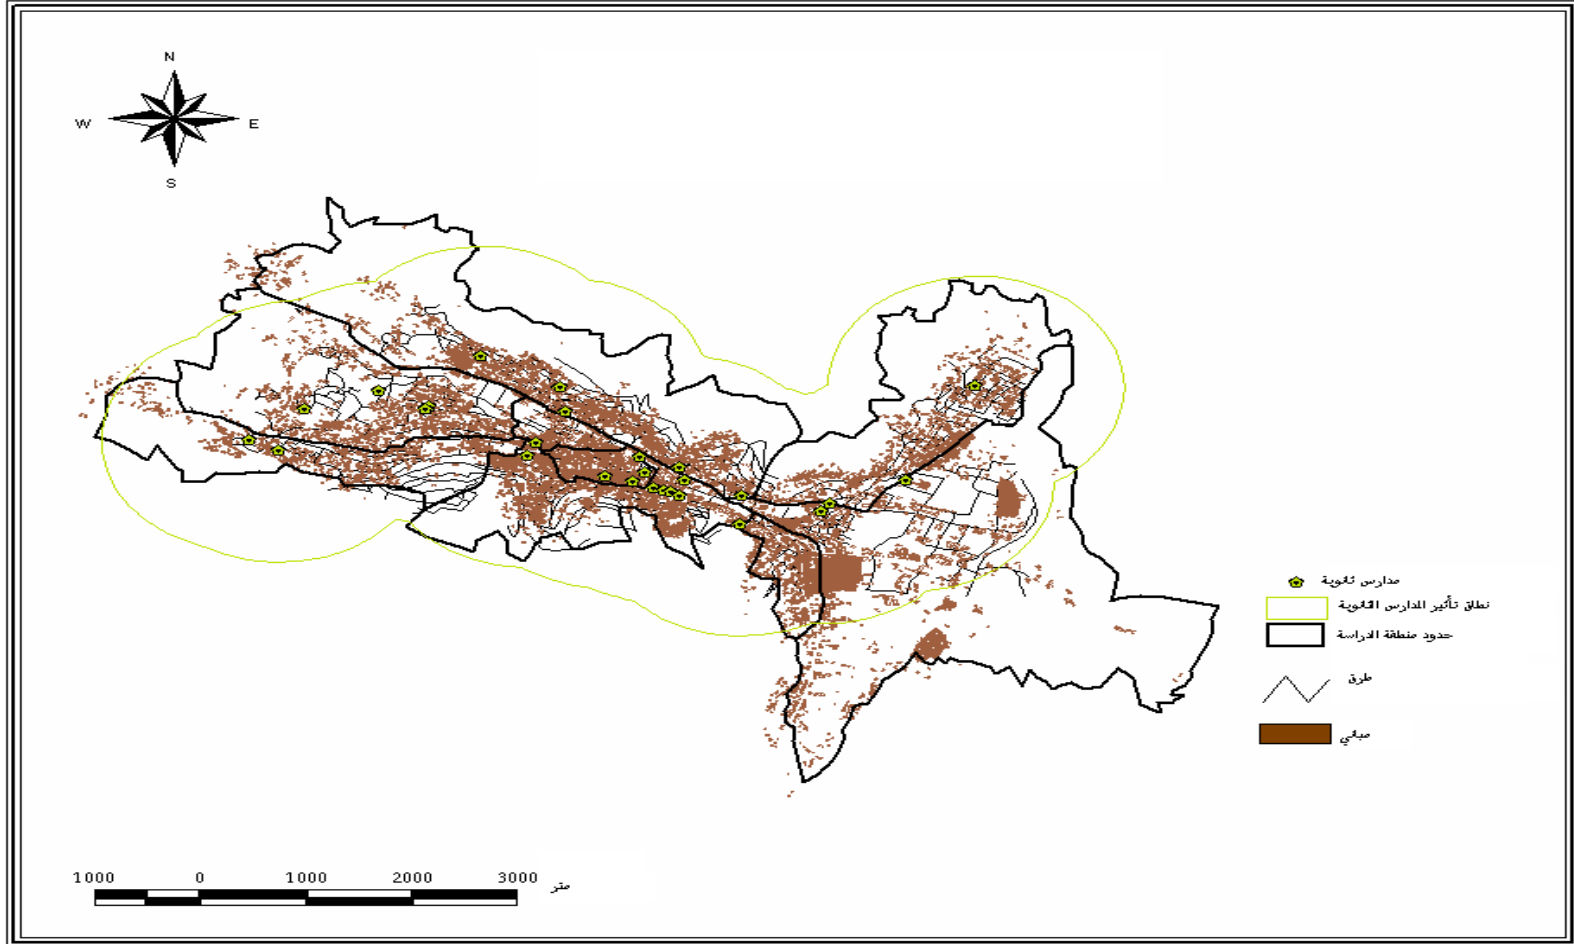 N
W E
S
مدارس ثانوية
نطاق تأثير المدارس الثانوية
حدود منطقة الدراسة
طرق
مباني
1000 0 1000 2000 3000 متر